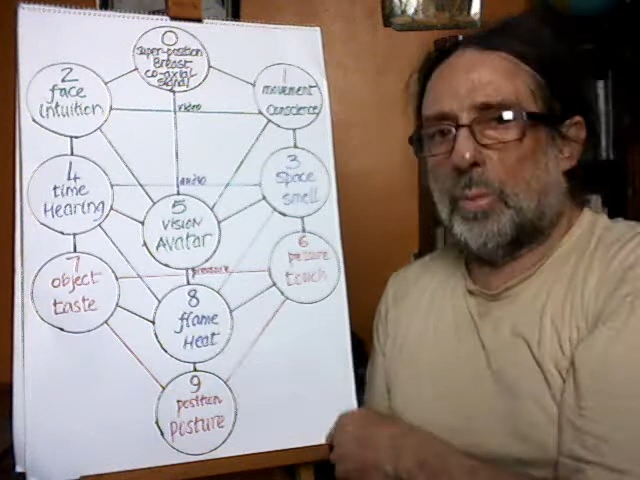 0
super-position
Breast
co-axial
signal
2
face
intuition
1
movement
Conscience
video
4
time
Hearing
audio
3
space
smell
5
VISION
AVATAR
6
pressure
touch
7
object
taste
pressure
8
flame
Heat
9
position
posture